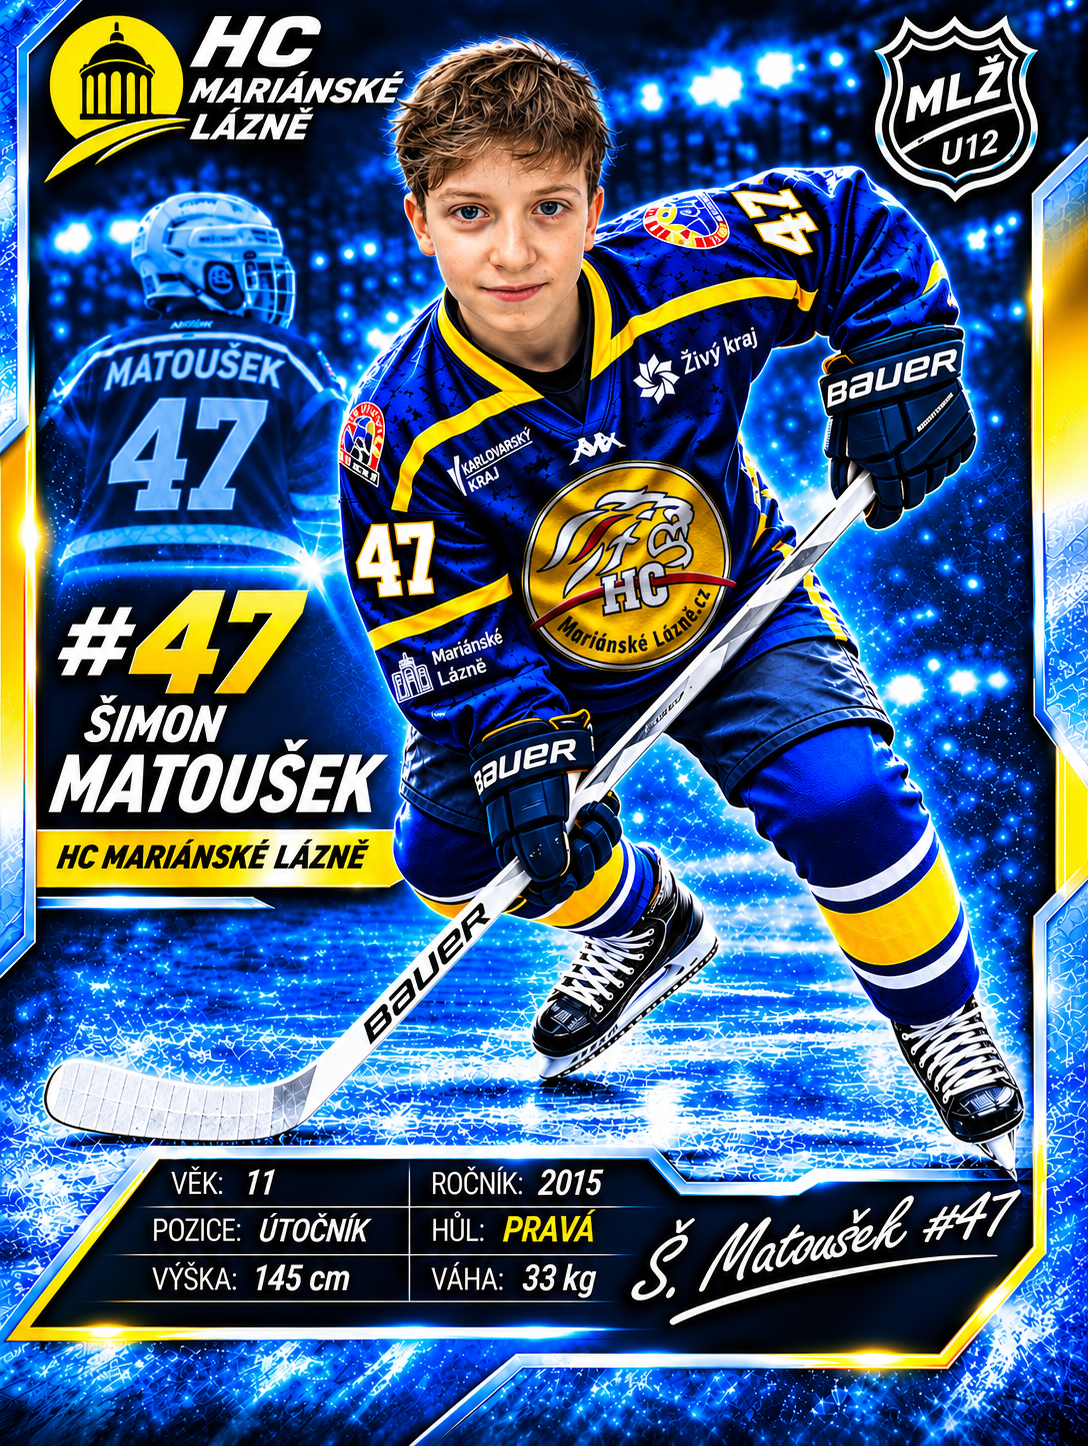 HC
MARIÁNSKÉ
LÁZNĚ
MLŽ
U12
MATOUŠEK
47
47
Živý kraj
BAUER
KARLOVARSKÝ
KRAJ
47
HC
Mariánské Lázně.cz
Mariánské
Lázně
#47
ŠIMON
MATOUŠEK
HC MARIÁNSKÉ LÁZNĚ
BAUER
BAUER
VĚK: 11
ROČNÍK: 2015
POZICE: ÚTOČNÍK
HŮL: PRAVÁ
VÝŠKA: 145 cm
VÁHA: 33 kg
Š. Matoušek #47